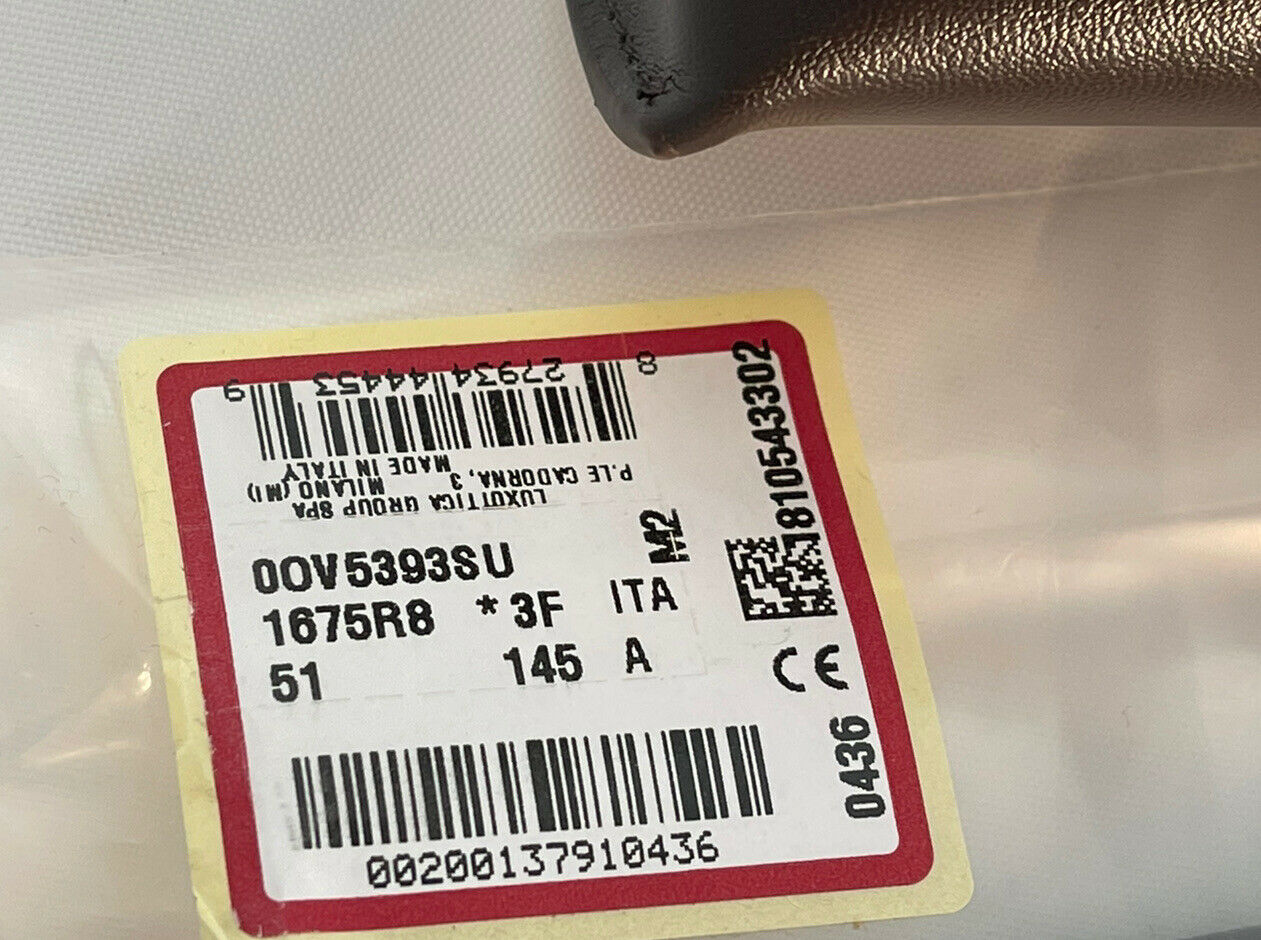 8 27934 44453 9
LUXOTTICA GROUP SPA
P.LE CADORNA, 3 MILANO (MI)
MADE IN ITALY
0OV5393SU
M2
1675R8 *3F ITA
51 145 A
810543302
CE
0436
00200137910436